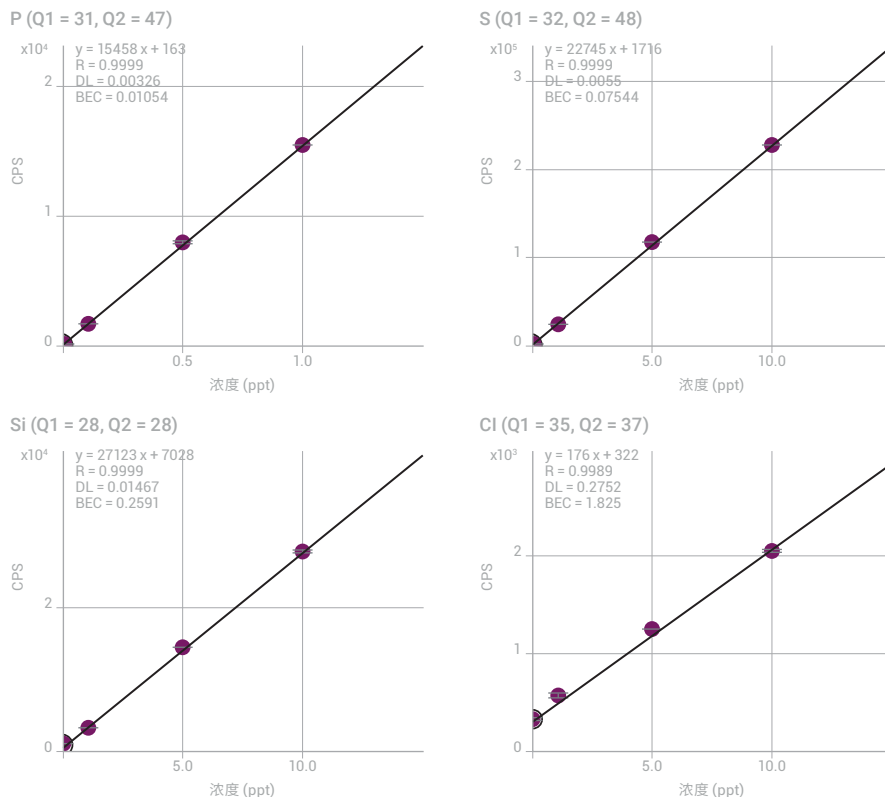 P (Q1 = 31, Q2 = 47)
x10⁴
y = 15458 x + 163
R = 0.9999
DL = 0.00326
BEC = 0.01054
2
1
0
CPS
0.5
1.0
浓度 (ppt)
S (Q1 = 32, Q2 = 48)
x10⁵
y = 22745 x + 1716
R = 0.9999
DL = 0.0055
BEC = 0.07544
3
2
1
0
CPS
5.0
10.0
浓度 (ppt)
Si (Q1 = 28, Q2 = 28)
x10⁴
y = 27123 x + 7028
R = 0.9999
DL = 0.01467
BEC = 0.2591
2
0
CPS
5.0
10.0
浓度 (ppt)
Cl (Q1 = 35, Q2 = 37)
x10³
y = 176 x + 322
R = 0.9989
DL = 0.2752
BEC = 1.825
2
1
0
CPS
5.0
10.0
浓度 (ppt)